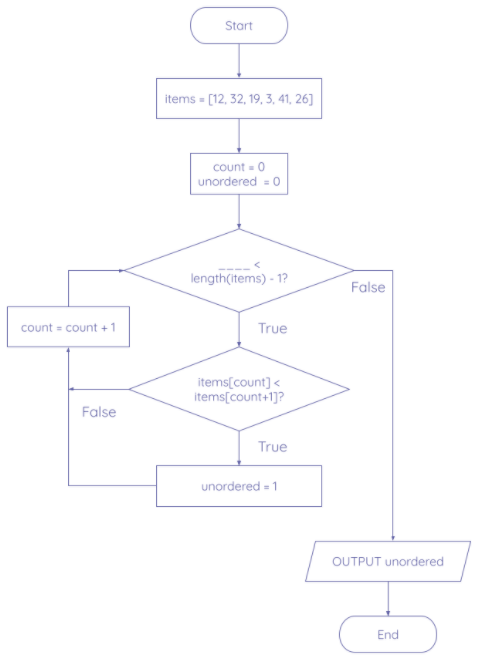 Start
items = [12, 32, 19, 3, 41, 26]
count = 0
unordered = 0
____ <
length(items) - 1?
False
count = count + 1
True
items[count] <
items[count+1]?
False
True
unordered = 1
OUTPUT unordered
End